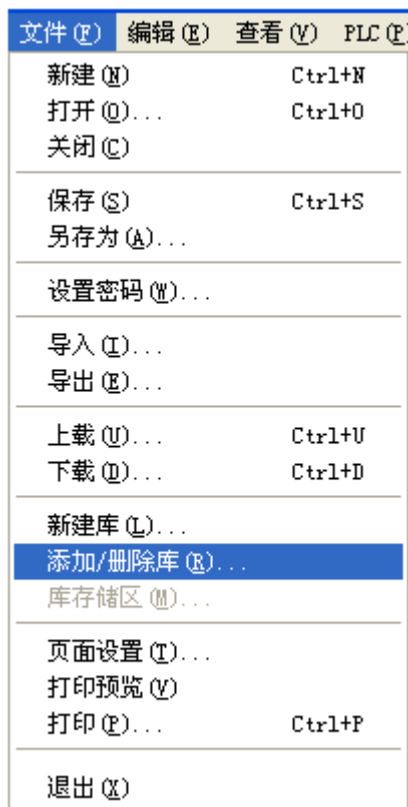 文件(F) 编辑(E) 查看(V) PLC(P
新建(N) Ctrl+N
打开(O)... Ctrl+O
关闭(C)
保存(S) Ctrl+S
另存为(A)...
设置密码(W)...
导入(I)...
导出(E)...
上载(U)... Ctrl+U
下载(D)... Ctrl+D
新建库(L)...
添加/删除库(R)...
库存储区(M)...
页面设置(T)...
打印预览(V)
打印(P)... Ctrl+P
退出(X)